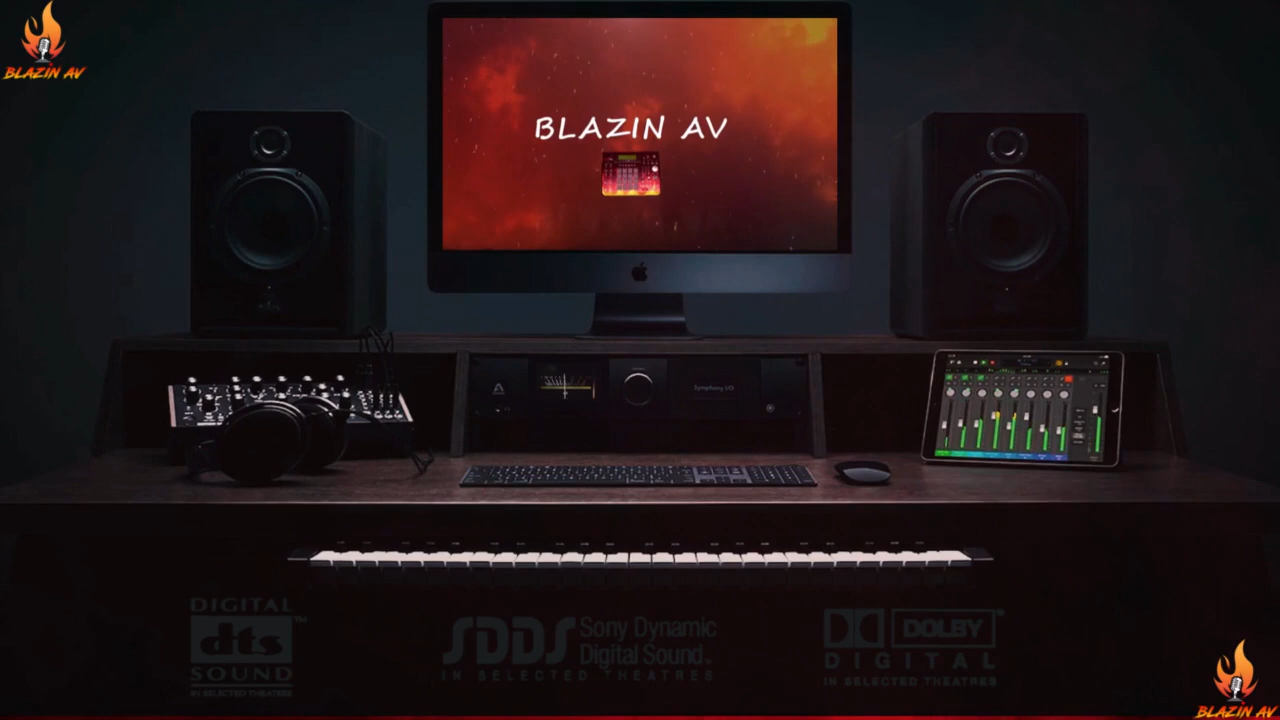 BLAZIN AV
BLAZIN AV
Symphony I/O
DIGITAL
dts
SOUND
IN SELECTED THEATRES
SDDS Sony Dynamic
Digital Sound
IN SELECTED THEATRES
DOLBY
DIGITAL
IN SELECTED THEATRES
BLAZIN AV